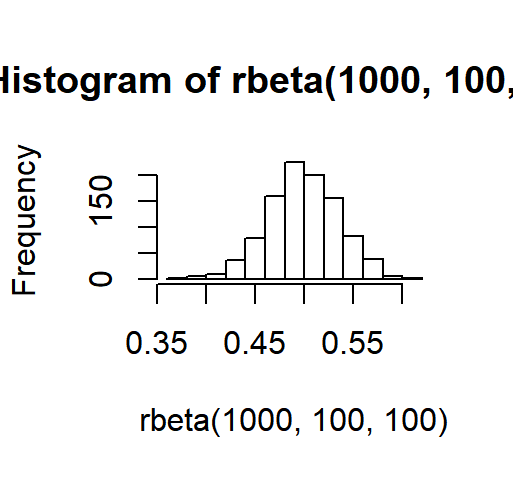 Histogram of rbeta(1000, 100,
Frequency
150
0
0.35 0.45 0.55
rbeta(1000, 100, 100)